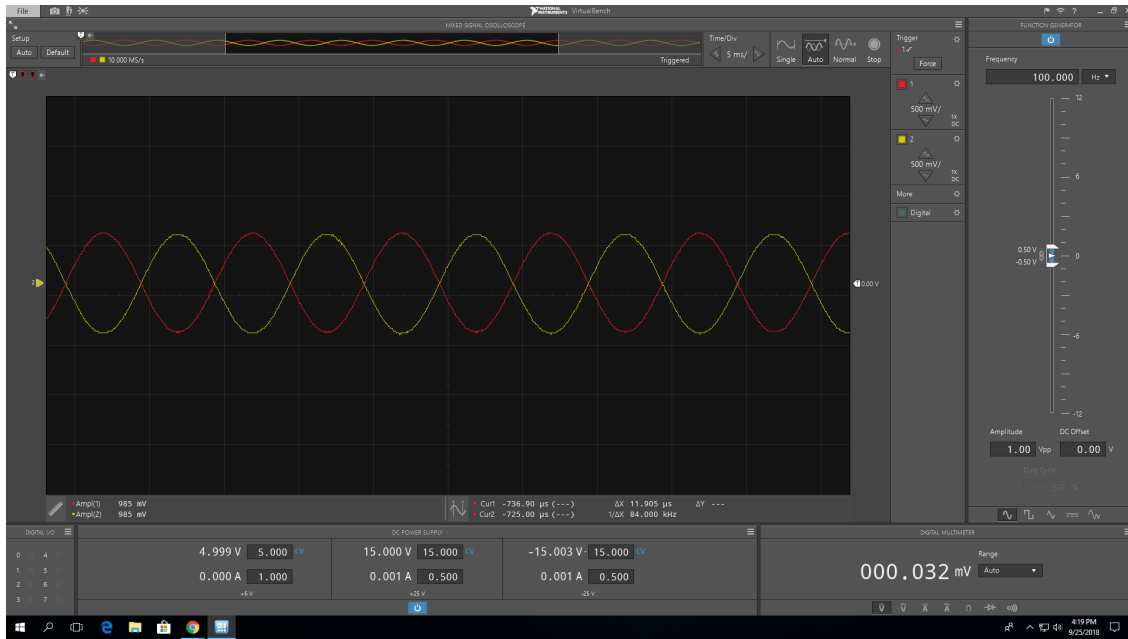 File
NATIONAL INSTRUMENTS VirtualBench
MIXED SIGNAL OSCILLOSCOPE
FUNCTION GENERATOR
Setup
Auto Default
10.000 MS/s
Triggered
Time/Div
5 ms/
Single Auto Normal Stop
Trigger
1
Force
1
500 mV/
1X
DC
2
500 mV/
1X
DC
More
Digital
Frequency
100.000 Hz
12
6
0.50 V
-0.50 V
0
-6
-12
Amplitude DC Offset
1.00 Vpp 0.00 V
Duty Cycle
50 %
2
T 0.00 V
Ampl(1) 985 mV
Ampl(2) 985 mV
Cur1 -736.90 µs (---) ΔX 11.905 µs ΔY ---
Cur2 -725.00 µs (---) 1/ΔX 84.000 kHz
DIGITAL I/O
0 4
1 5
2 6
3 7
DC POWER SUPPLY
4.999 V 5.000 CV
0.000 A 1.000
+6 V
15.000 V 15.000 CV
0.001 A 0.500
+25 V
-15.003 V - 15.000 CV
0.001 A 0.500
-25 V
DIGITAL MULTIMETER
000.032 mV
Range
Auto
4:19 PM
9/25/2018